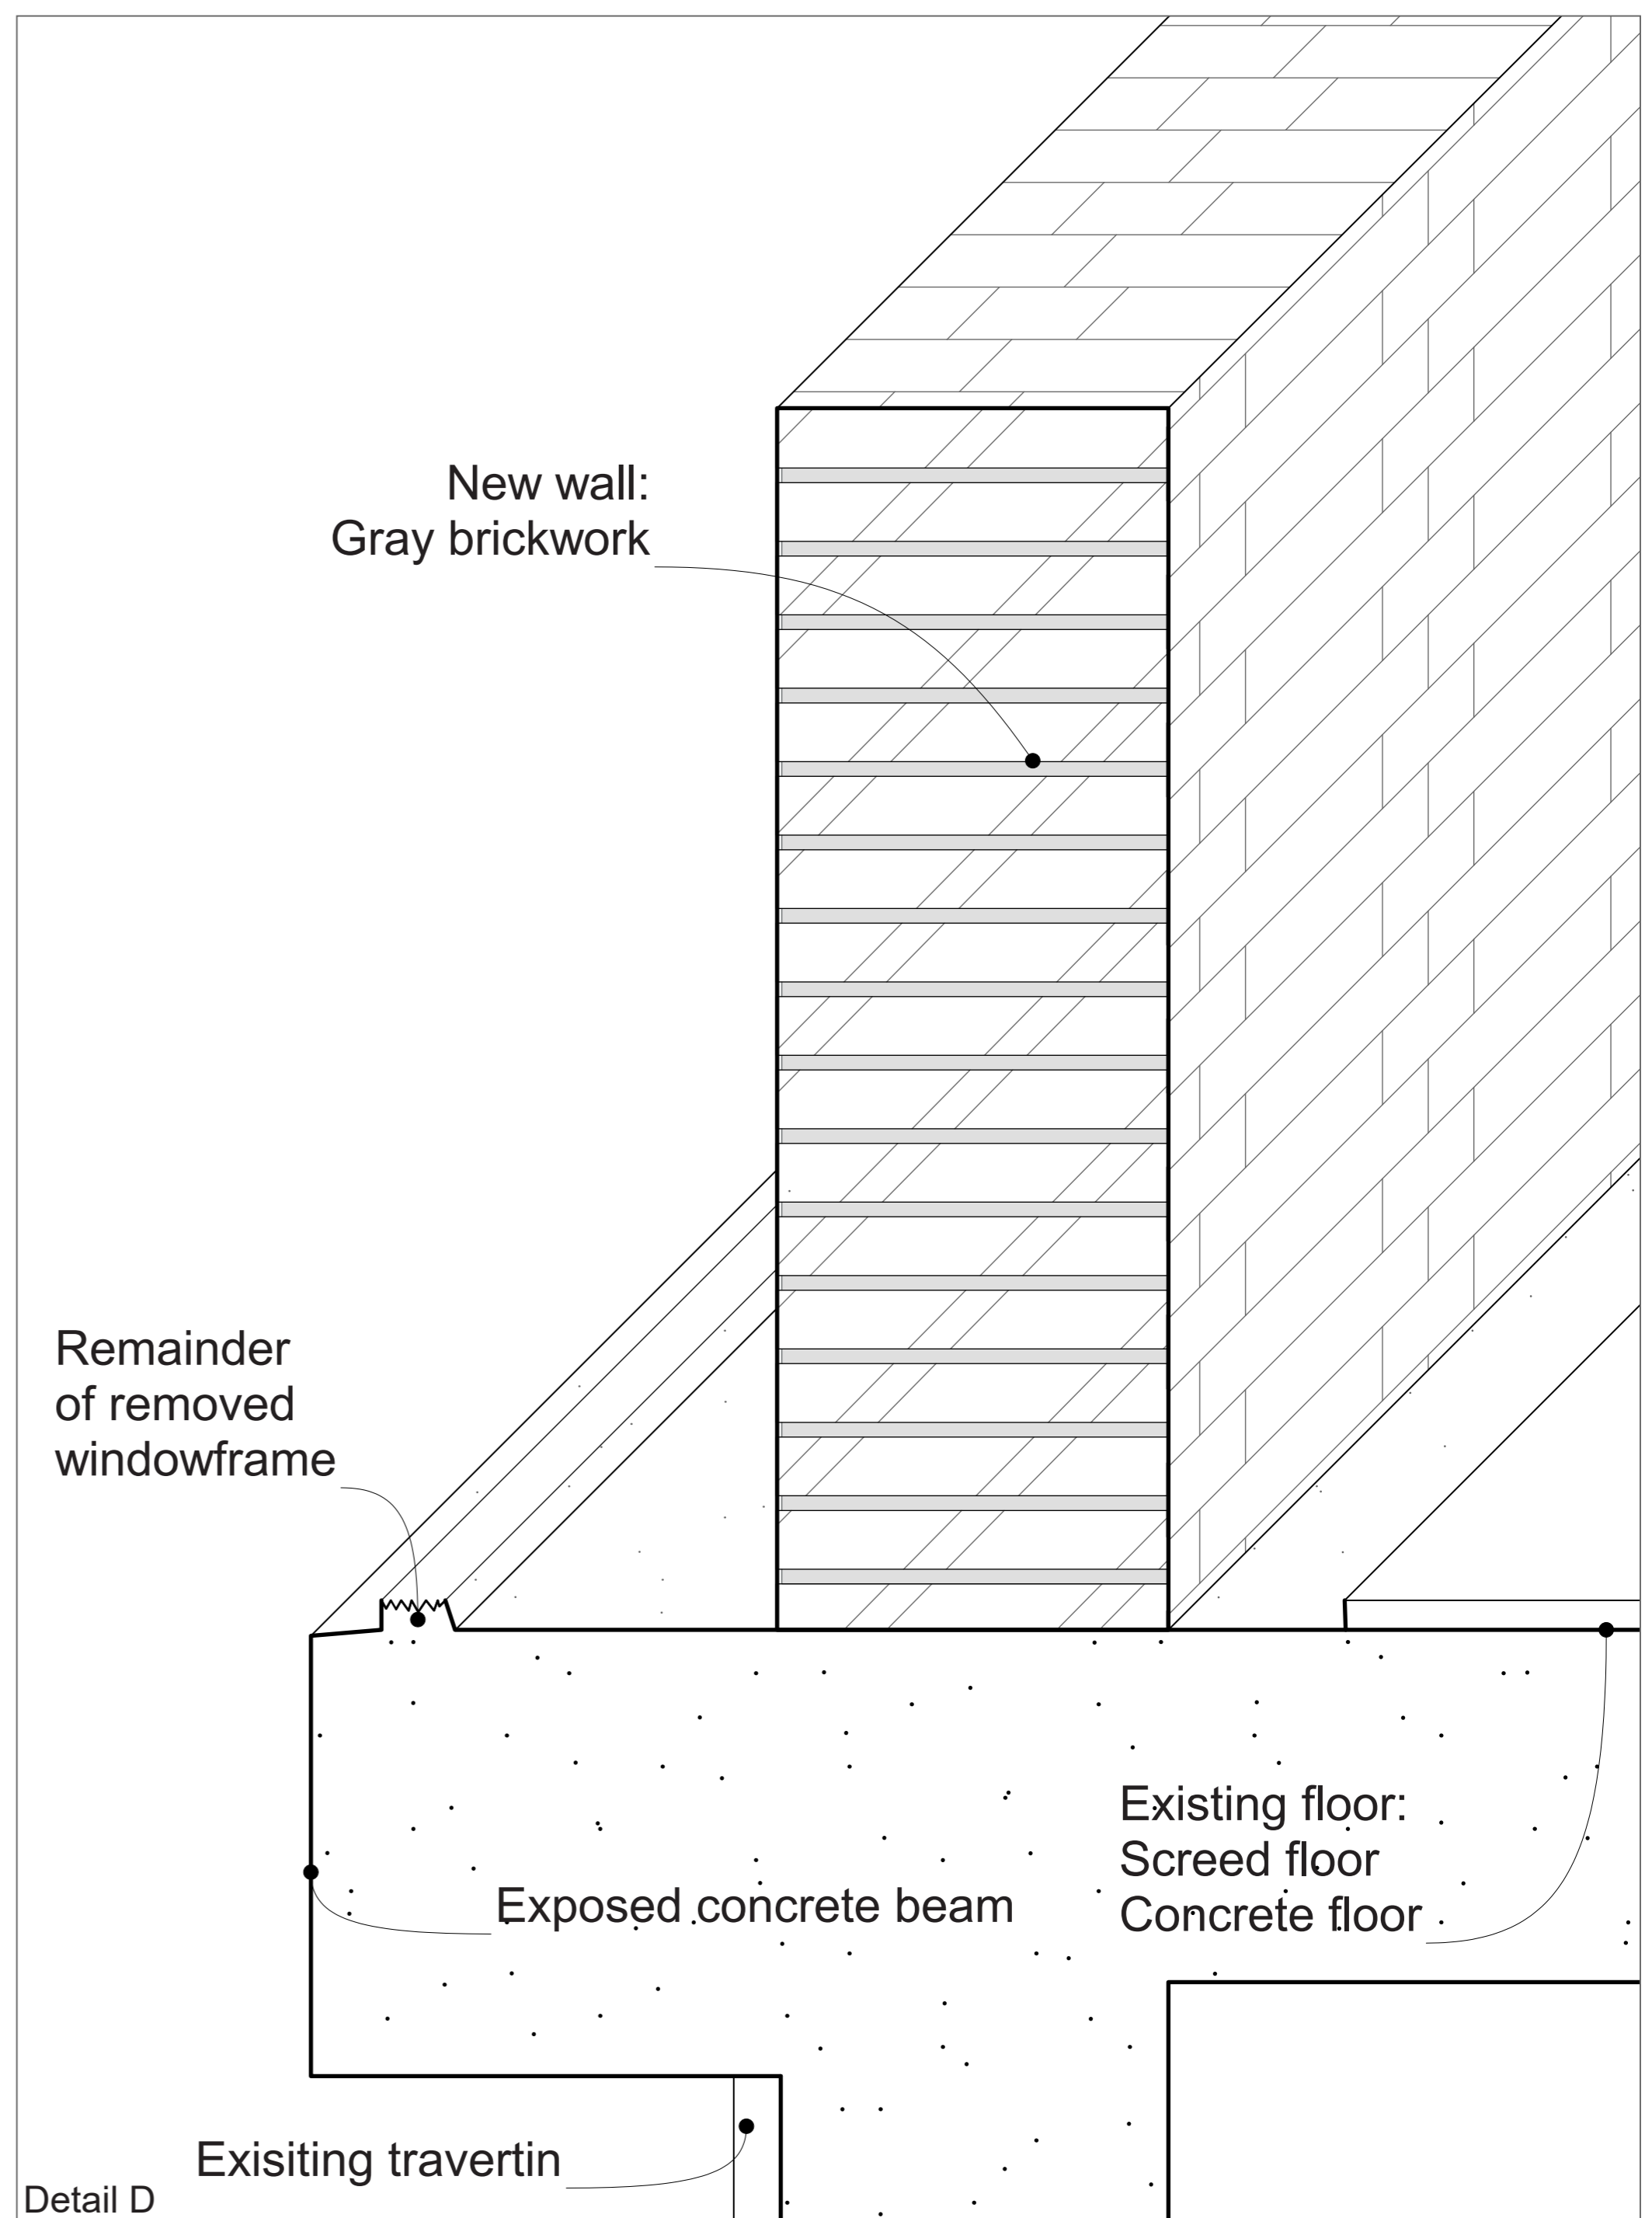 New wall:
Gray brickwork
Remainder
of removed
windowframe
Existing floor:
Screed floor
Concrete floor
Exposed concrete beam
Exisiting travertin
Detail D